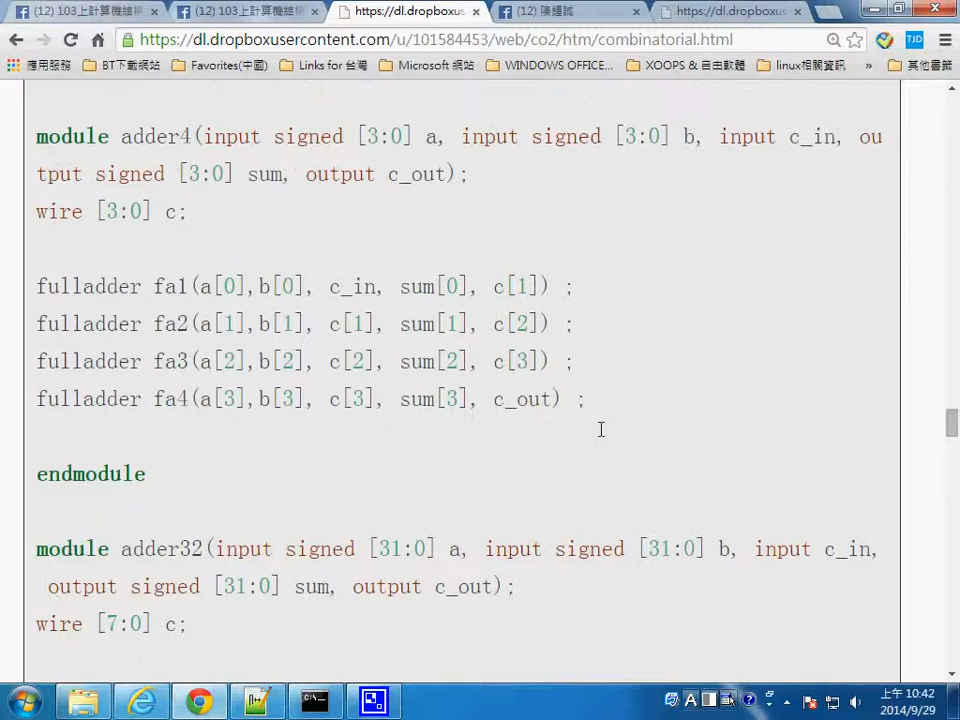 (12) 103上計算機結構
(12) 103上計算機結構
https://dl.dropboxus
(12) 陳鍾誠
https://dl.dropboxus
https://dl.dropboxusercontent.com/u/101584453/web/co2/htm/combinatorial.html
TJD
應用服務 BT下載網站 Favorites(中國) Links for 台灣 Microsoft 網站 WINDOWS OFFICE... XOOPS & 自由軟體 linux相關資訊 » 其他書籤
module adder4(input signed [3:0] a, input signed [3:0] b, input c_in, ou
tput signed [3:0] sum, output c_out);
wire [3:0] c;
fulladder fa1(a[0],b[0], c_in, sum[0], c[1]) ;
fulladder fa2(a[1],b[1], c[1], sum[1], c[2]) ;
fulladder fa3(a[2],b[2], c[2], sum[2], c[3]) ;
fulladder fa4(a[3],b[3], c[3], sum[3], c_out) ;
endmodule
module adder32(input signed [31:0] a, input signed [31:0] b, input c_in,
output signed [31:0] sum, output c_out);
wire [7:0] c;
A
上午 10:42
2014/9/29